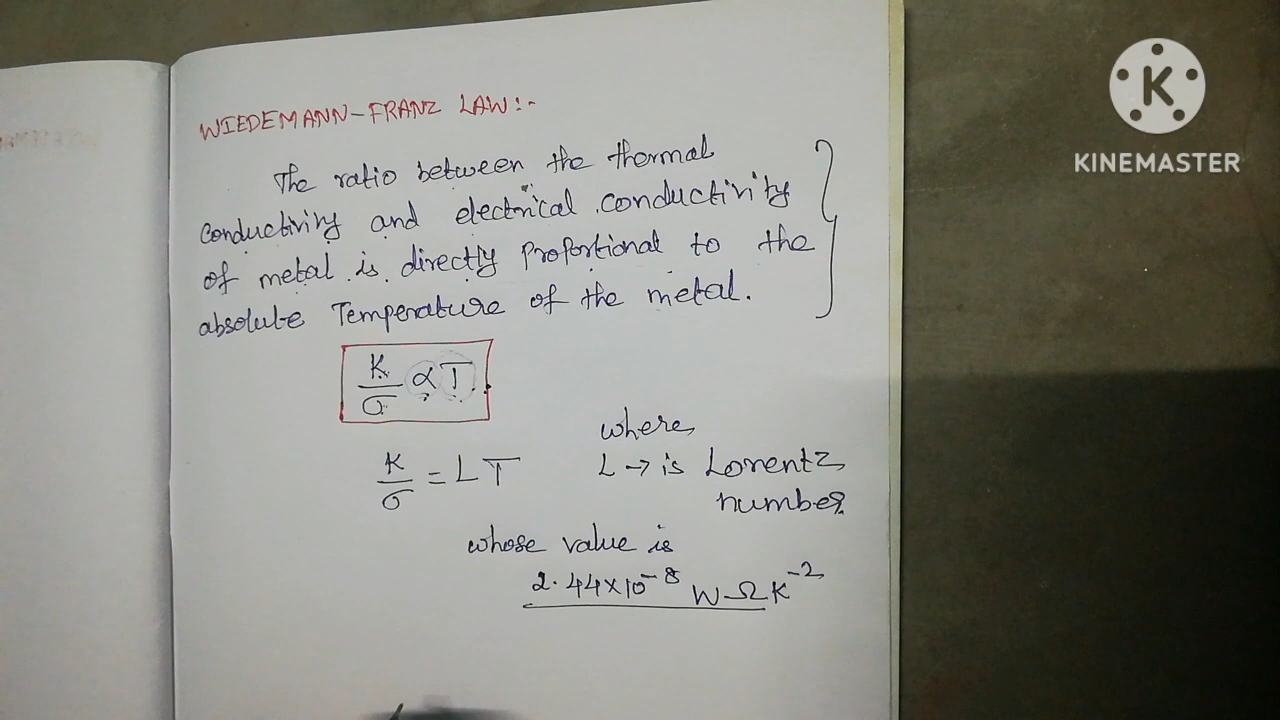 WIEDEMANN-FRANZ LAW:-
The ratio between the thermal
conductivity and electrical conductivity
of metal is directly proportional to the
absolute Temperature of the metal.
K/σ ∝ T
K/σ = LT
where,
L → is Lorentz
number.
whose value is
2.44×10⁻⁸ WΩK⁻²
K
KINEMASTER